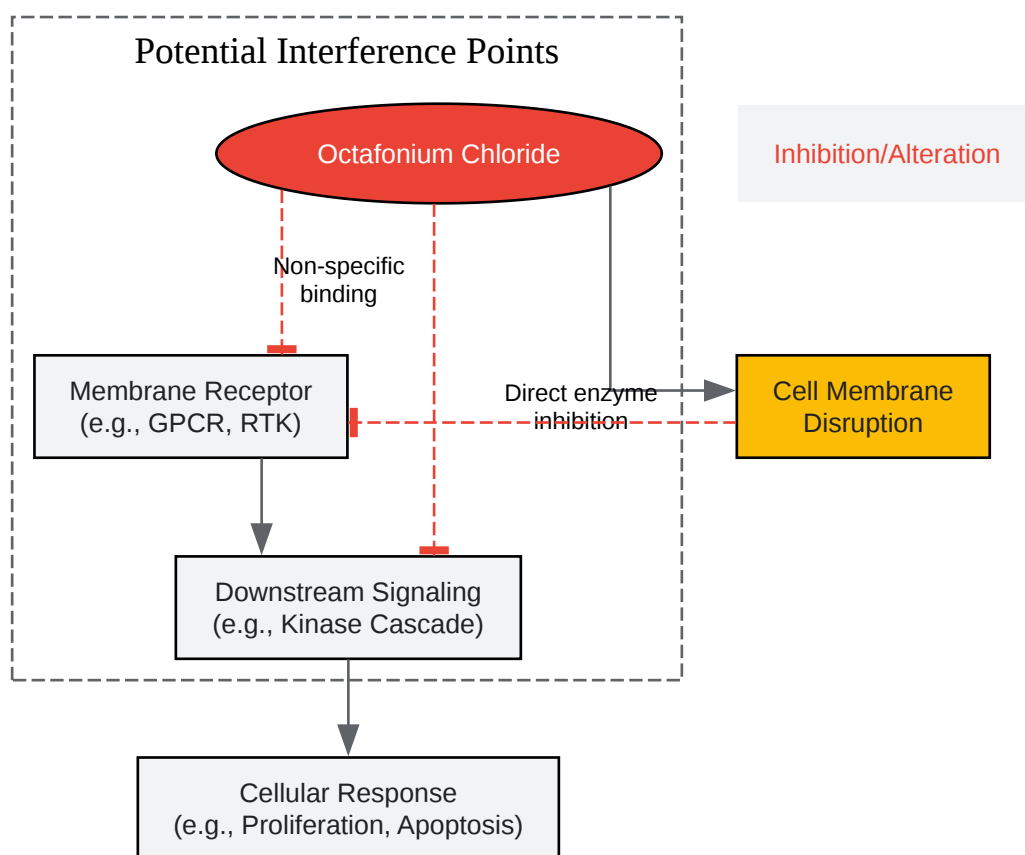 Potential Interference Points
Octafonium Chloride
Inhibition/Alteration
Non-specific
binding
Membrane Receptor
(e.g., GPCR, RTK)
Direct enzyme
inhibition
Cell Membrane
Disruption
Downstream Signaling
(e.g., Kinase Cascade)
Cellular Response
(e.g., Proliferation, Apoptosis)